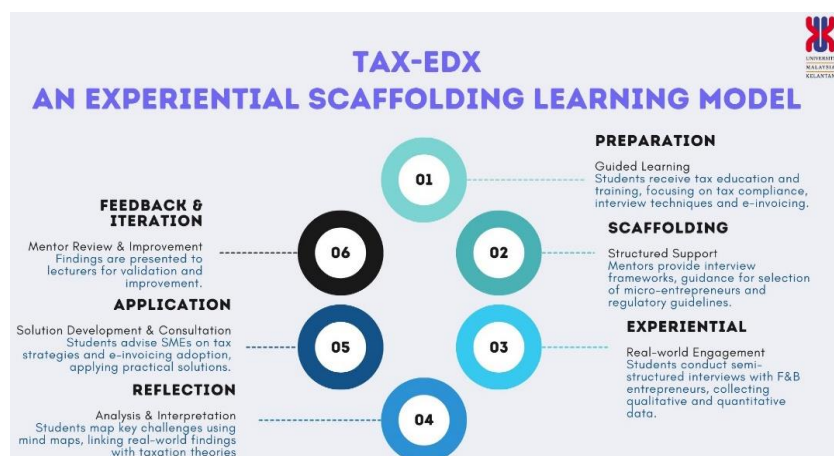 UNIVERSITI
MALAYSIA
KELANTAN
TAX-EDX
AN EXPERIENTIAL SCAFFOLDING LEARNING MODEL
01
PREPARATION
Guided Learning
Students receive tax education and
training, focusing on tax compliance,
interview techniques and e-invoicing.
02
SCAFFOLDING
Structured Support
Mentors provide interview
frameworks, guidance for selection
of micro-entrepreneurs and
regulatory guidelines.
03
EXPERIENTIAL
Real-world Engagement
Students conduct semi-
structured interviews with F&B
entrepreneurs, collecting
qualitative and quantitative
data.
04
REFLECTION
Analysis & Interpretation
Students map key challenges using
mind maps, linking real-world findings
with taxation theories
05
APPLICATION
Solution Development & Consultation
Students advise SMEs on tax
strategies and e-invoicing adoption,
applying practical solutions.
06
FEEDBACK &
ITERATION
Mentor Review & Improvement
Findings are presented to
lecturers for validation and
improvement.